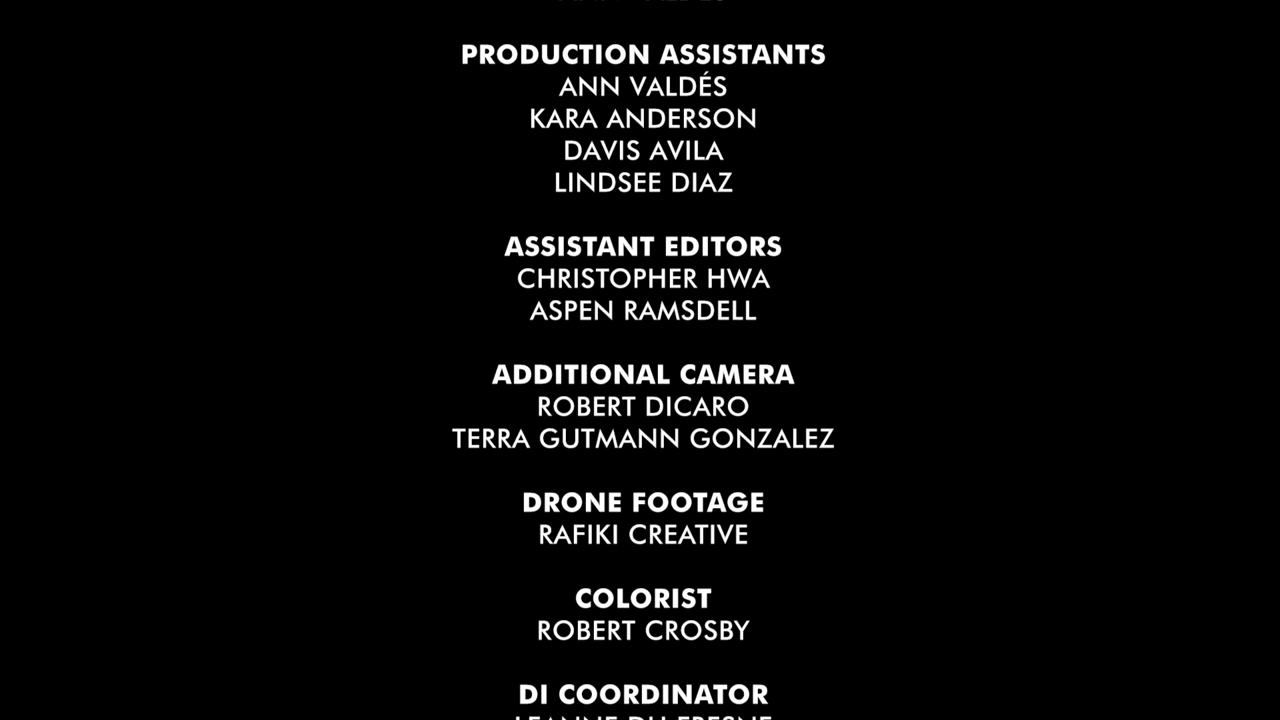 PRODUCTION ASSISTANTS
ANN VALDÉS
KARA ANDERSON
DAVIS AVILA
LINDSEE DIAZ
ASSISTANT EDITORS
CHRISTOPHER HWA
ASPEN RAMSDELL
ADDITIONAL CAMERA
ROBERT DICARO
TERRA GUTMANN GONZALEZ
DRONE FOOTAGE
RAFIKI CREATIVE
COLORIST
ROBERT CROSBY
DI COORDINATOR